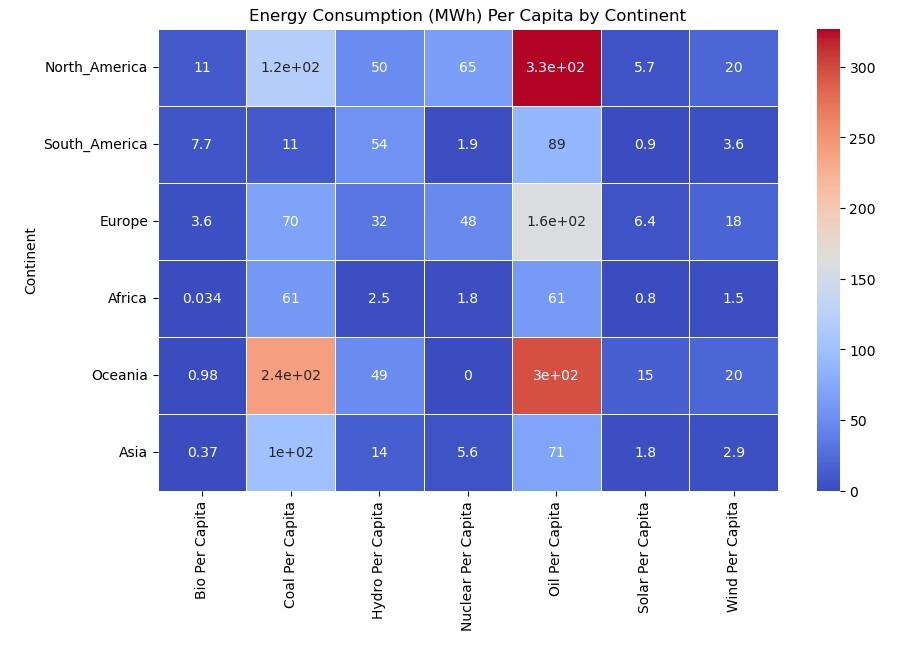 Energy Consumption (MWh) Per Capita by Continent
Continent
North_America 11 1.2e+02 50 65 3.3e+02 5.7 20
South_America 7.7 11 54 1.9 89 0.9 3.6
Europe 3.6 70 32 48 1.6e+02 6.4 18
Africa 0.034 61 2.5 1.8 61 0.8 1.5
Oceania 0.98 2.4e+02 49 0 3e+02 15 20
Asia 0.37 1e+02 14 5.6 71 1.8 2.9
Bio Per Capita
Coal Per Capita
Hydro Per Capita
Nuclear Per Capita
Oil Per Capita
Solar Per Capita
Wind Per Capita
300
250
200
150
100
50
0